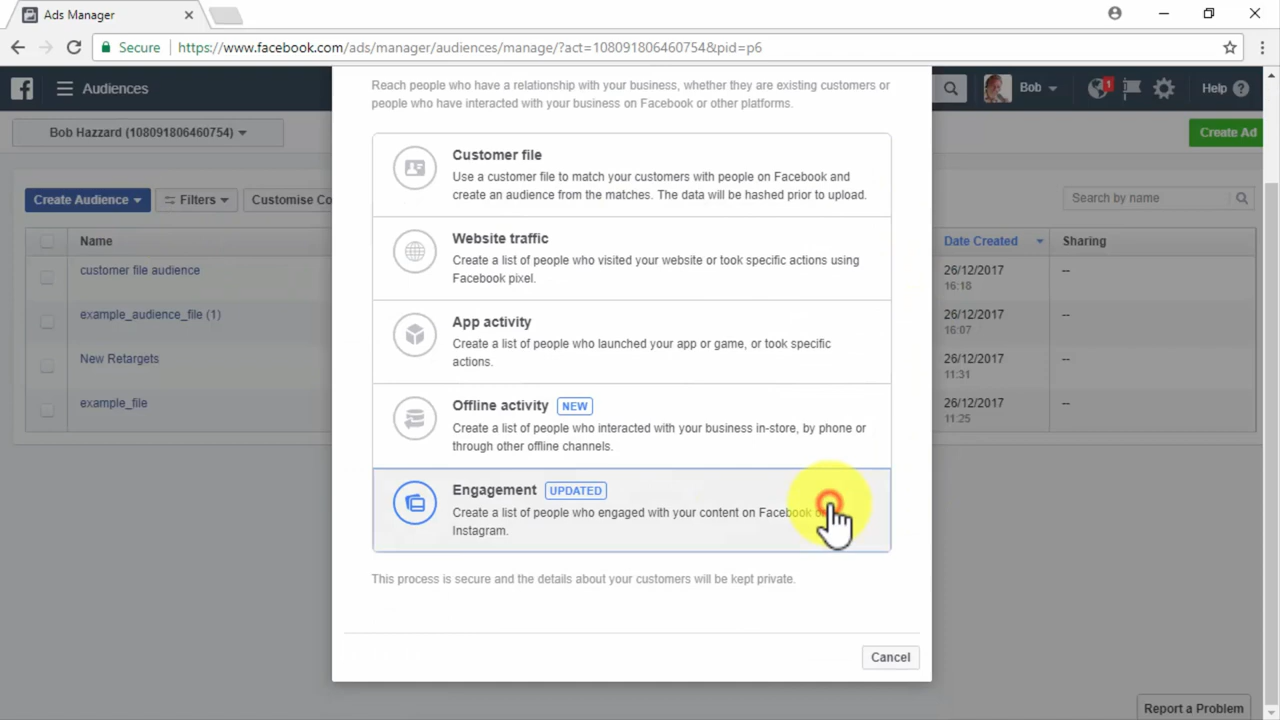 Ads Manager
Secure
https://www.facebook.com/ads/manager/audiences/manage/?act=108091806460754&pid=p6
Audiences
Bob
1
Help
Bob Hazzard (108091806460754)
Create Ad
Reach people who have a relationship with your business, whether they are existing customers or
people who have interacted with your business on Facebook or other platforms.
Create Audience
Filters
Customise Co
Search by name
Name
Date Created
Sharing
customer file audience
26/12/2017
16:18
--
example_audience_file (1)
26/12/2017
16:07
--
New Retargets
26/12/2017
11:31
--
example_file
26/12/2017
11:25
--
Customer file
Use a customer file to match your customers with people on Facebook and
create an audience from the matches. The data will be hashed prior to upload.
Website traffic
Create a list of people who visited your website or took specific actions using
Facebook pixel.
App activity
Create a list of people who launched your app or game, or took specific
actions.
Offline activity NEW
Create a list of people who interacted with your business in-store, by phone or
through other offline channels.
Engagement UPDATED
Create a list of people who engaged with your content on Facebook
Instagram.
This process is secure and the details about your customers will be kept private.
Cancel
Report a Problem